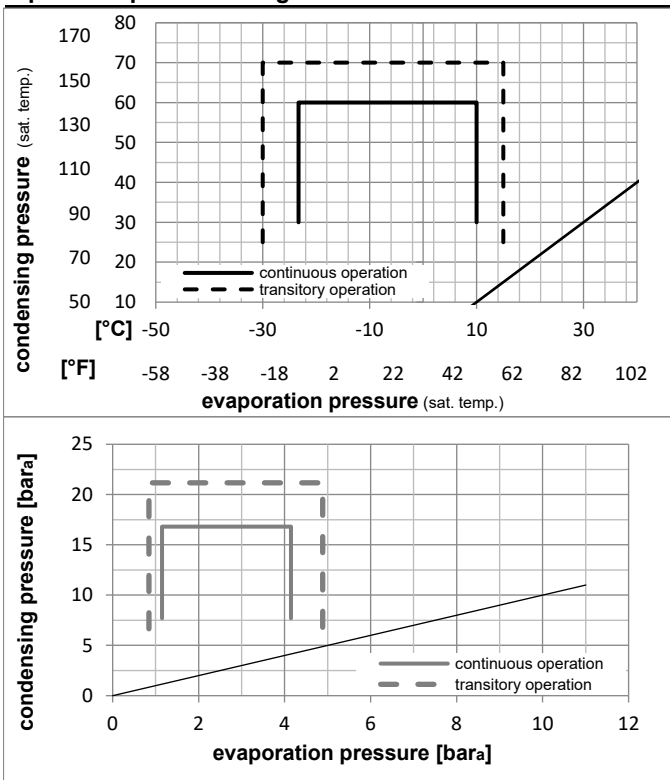 170
150
130
110
90
70
50
80
70
60
50
40
30
20
10
condensing pressure (sat. temp.)
continuous operation
transitory operation
[°C] -50 -30 -10 10 30
[°F] -58 -38 -18 2 22 42 62 82 102
evaporation pressure (sat. temp.)
25
20
15
10
5
0
condensing pressure [bara]
continuous operation
transitory operation
0 2 4 6 8 10 12
evaporation pressure [bara]